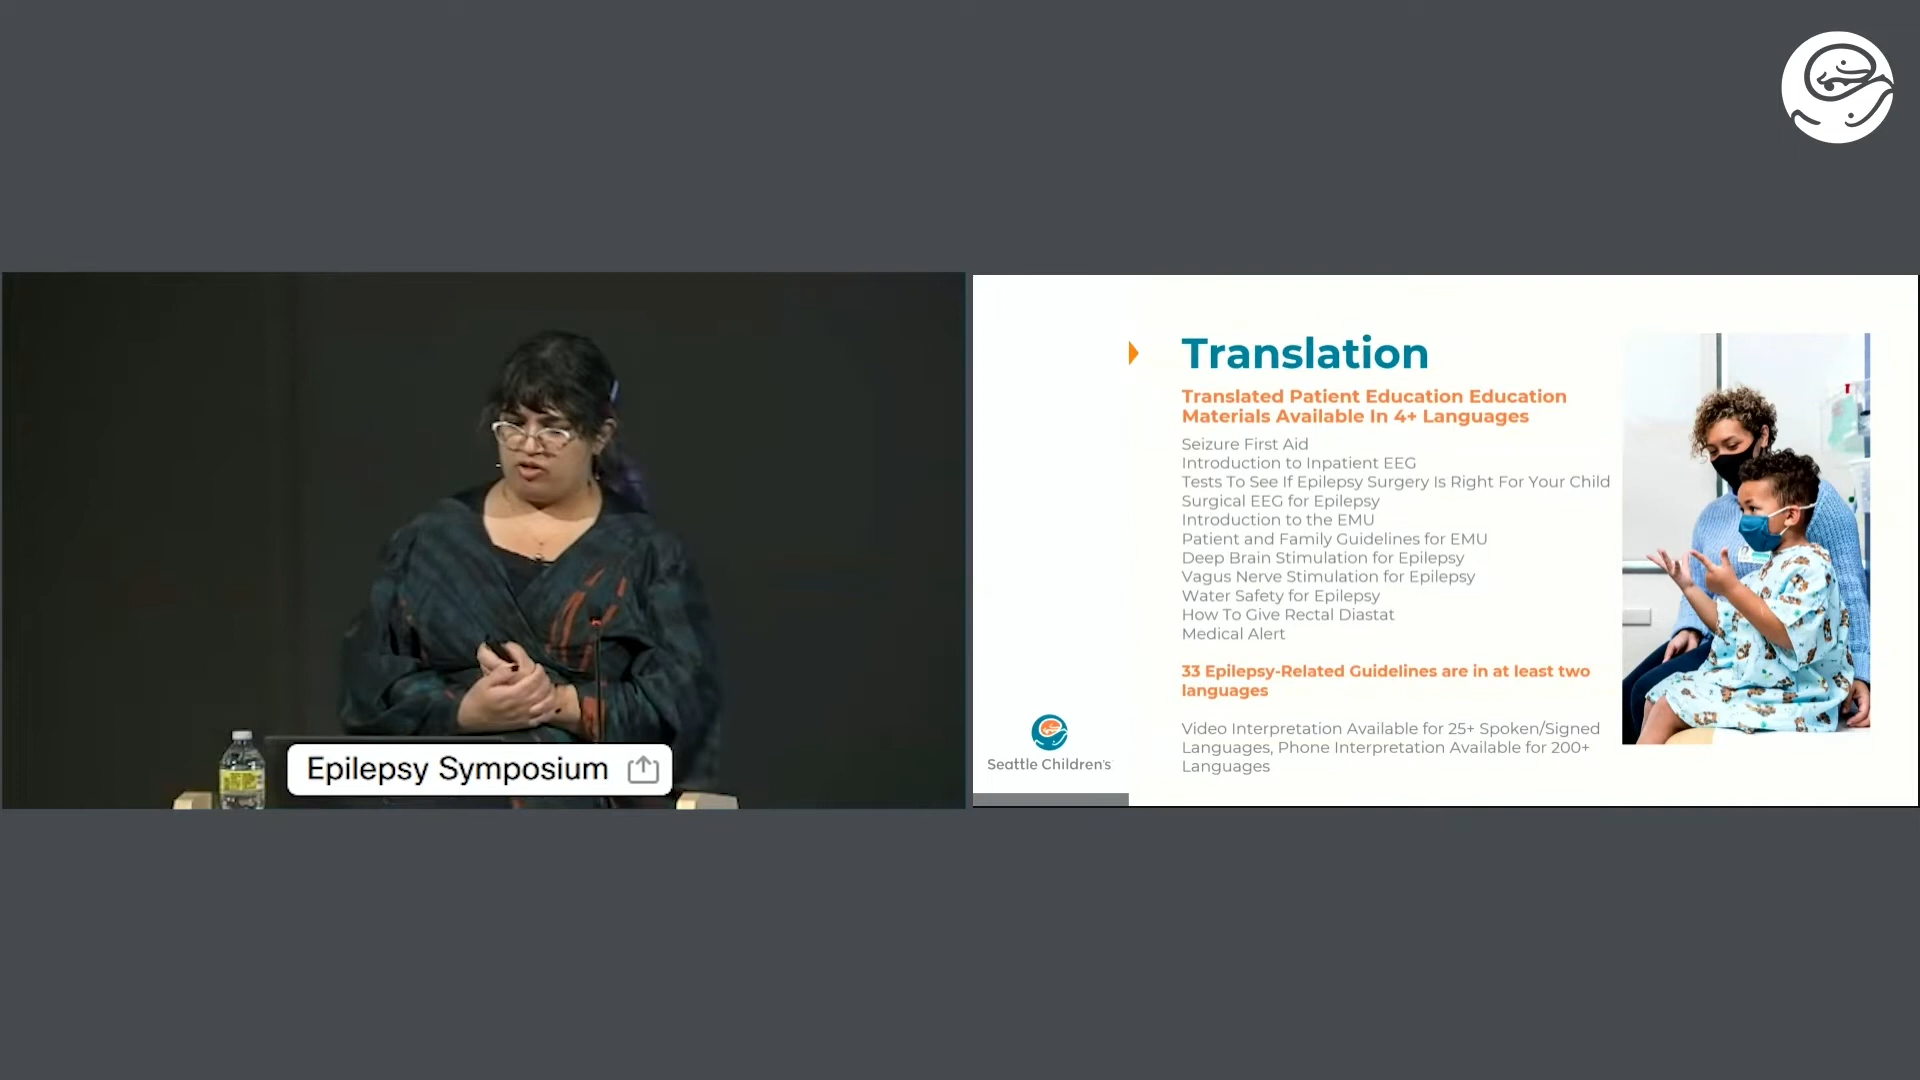 Epilepsy Symposium
Translation
Translated Patient Education Education
Materials Available In 4+ Languages
Seizure First Aid
Introduction to Inpatient EEG
Tests To See If Epilepsy Surgery Is Right For Your Child
Surgical EEG for Epilepsy
Introduction to the EMU
Patient and Family Guidelines for EMU
Deep Brain Stimulation for Epilepsy
Vagus Nerve Stimulation for Epilepsy
Water Safety for Epilepsy
How To Give Rectal Diastat
Medical Alert
33 Epilepsy-Related Guidelines are in at least two
languages
Video Interpretation Available for 25+ Spoken/Signed
Languages, Phone Interpretation Available for 200+
Languages
Seattle Children's